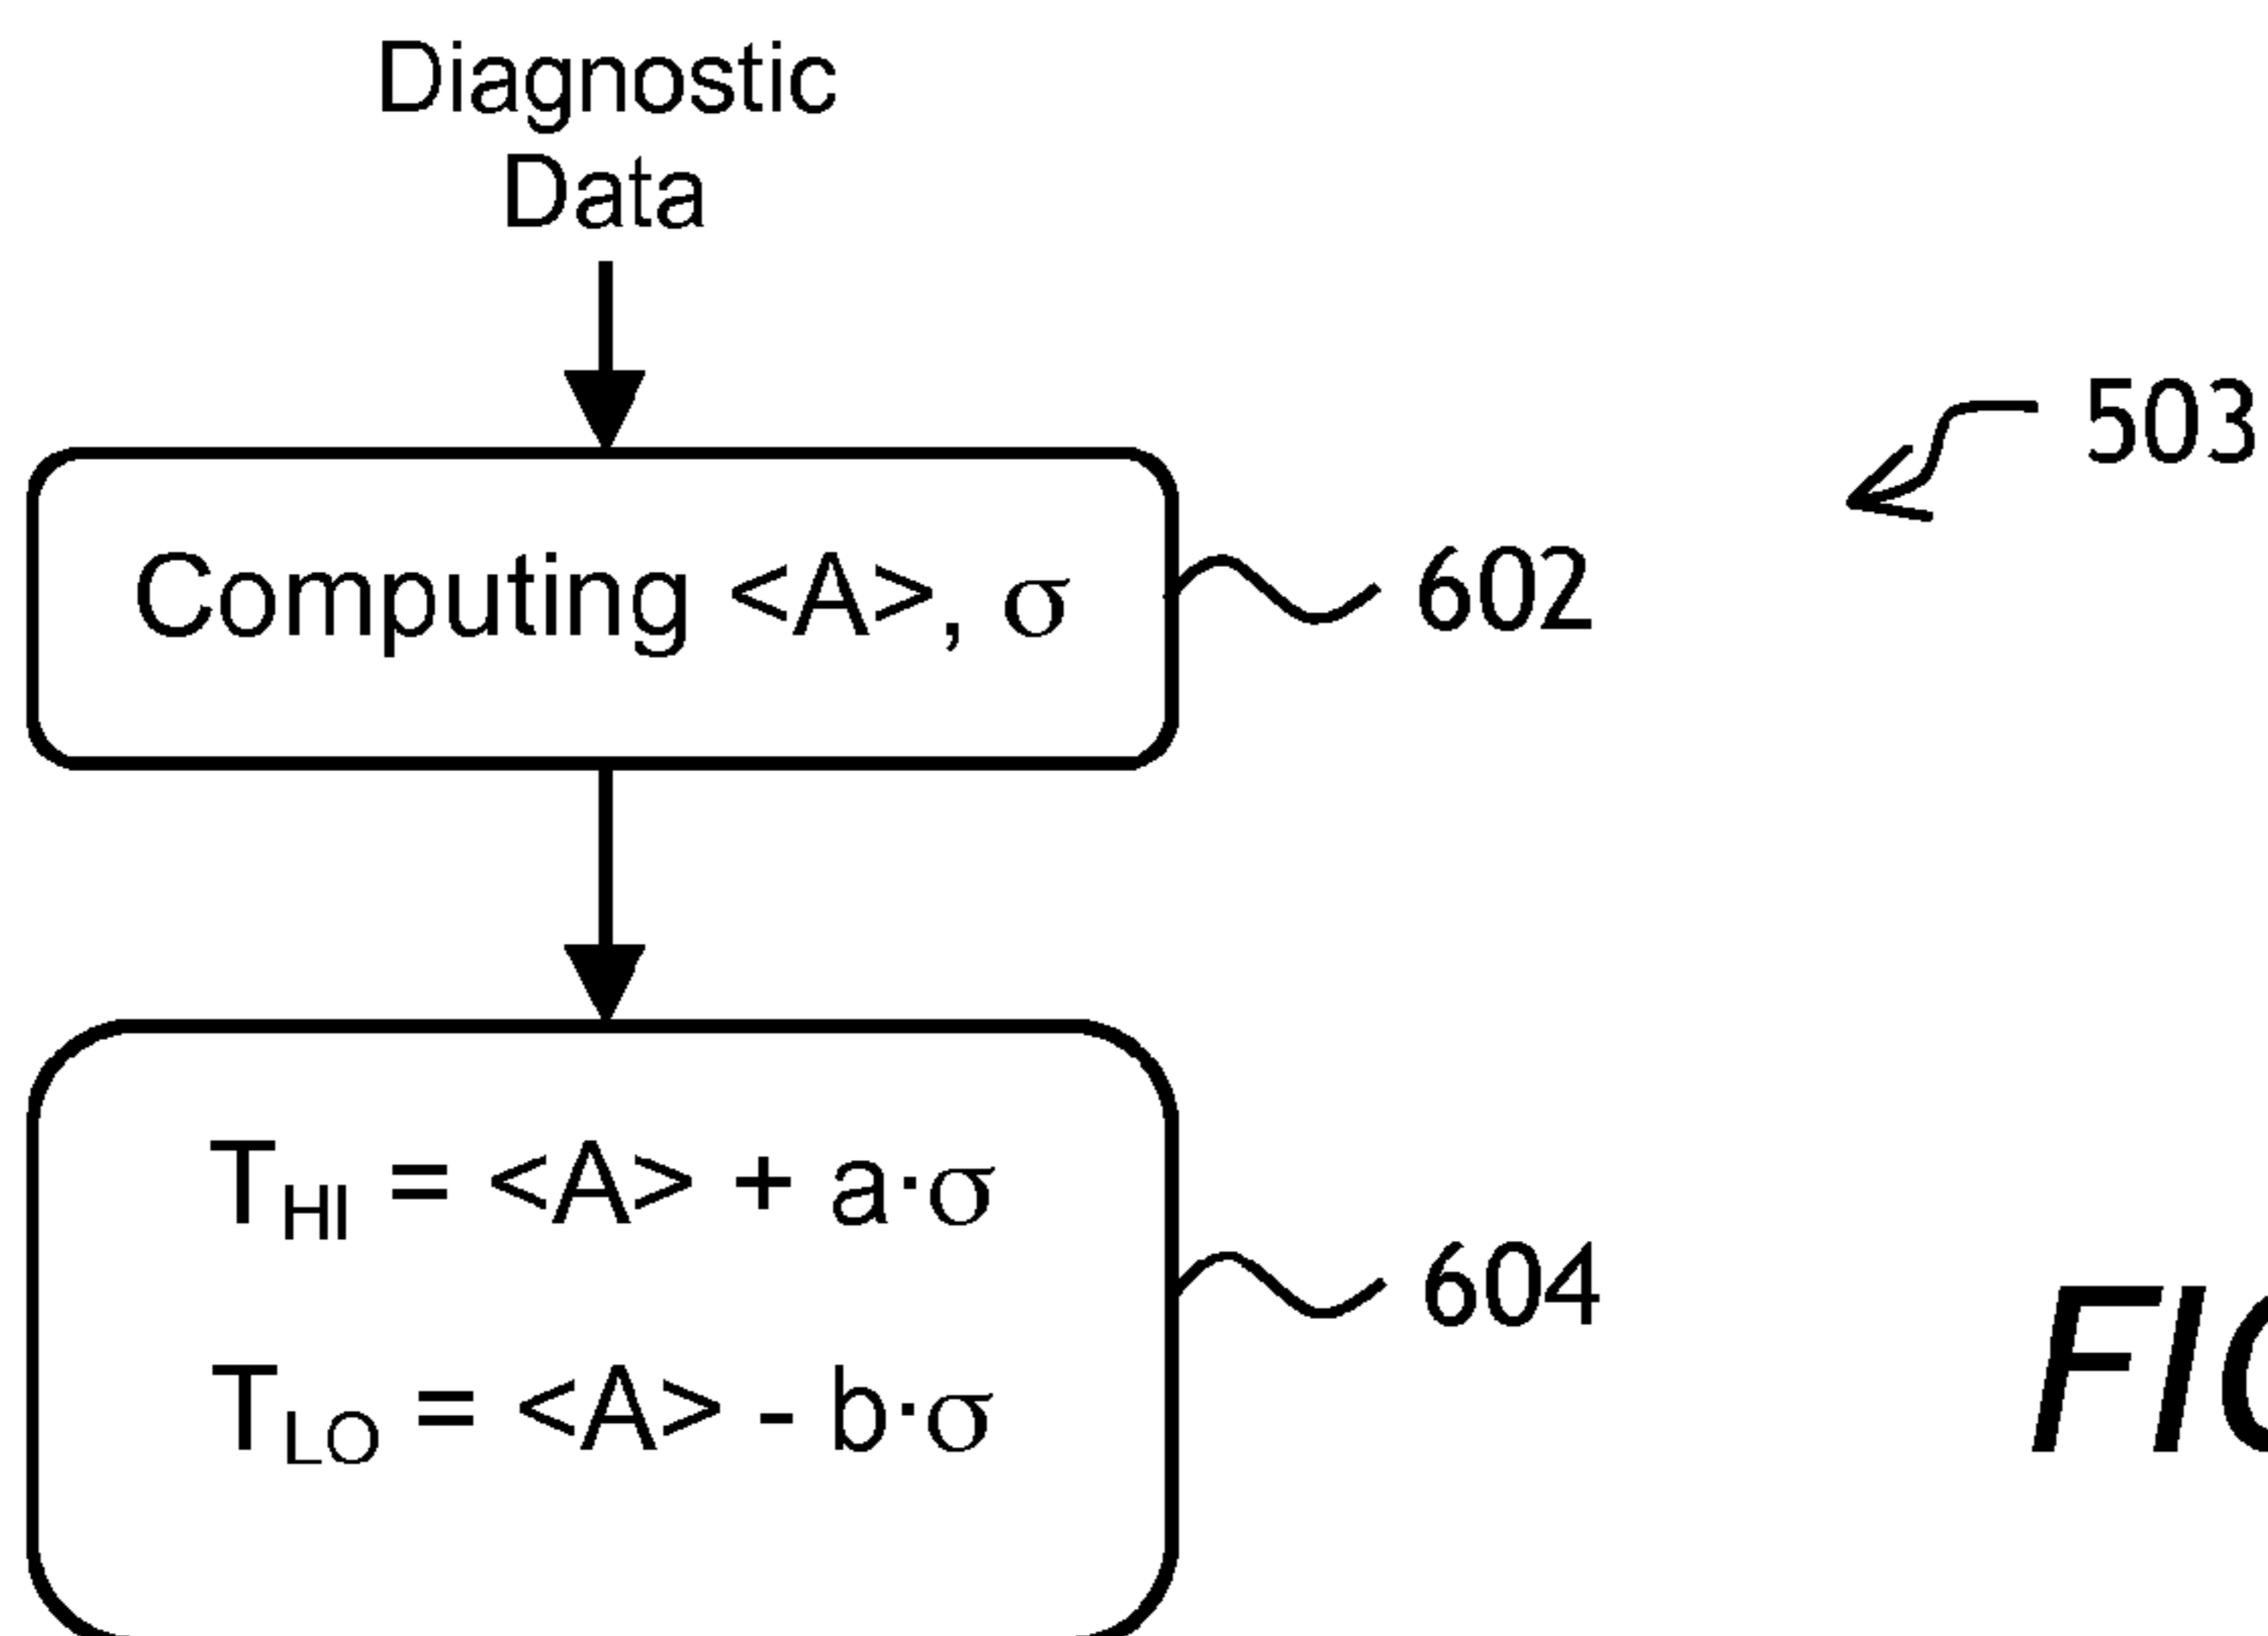 Diagnostic
Data
503
Computing <A>, σ
602
T_HI = <A> + a·σ
604
T_LO = <A> - b·σ